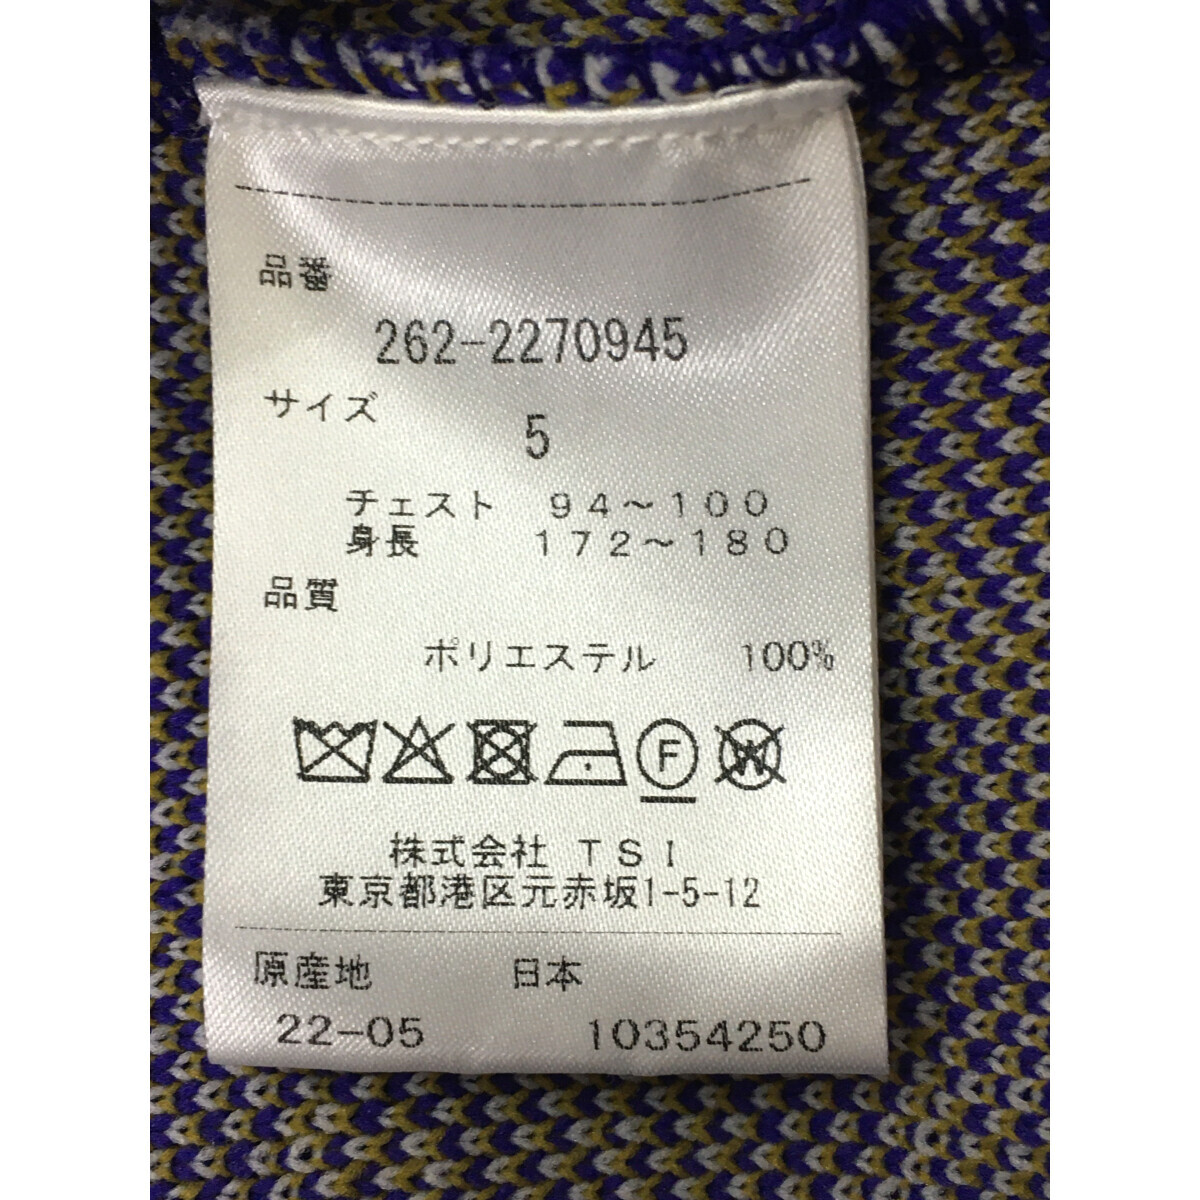 品番
262-2270945
サイズ
5
チェスト 94～100
身長 172～180
品質
ポリエステル 100%
F
W
株式会社 TSI
東京都港区元赤坂1-5-12
原産地 日本
22-05 10354250